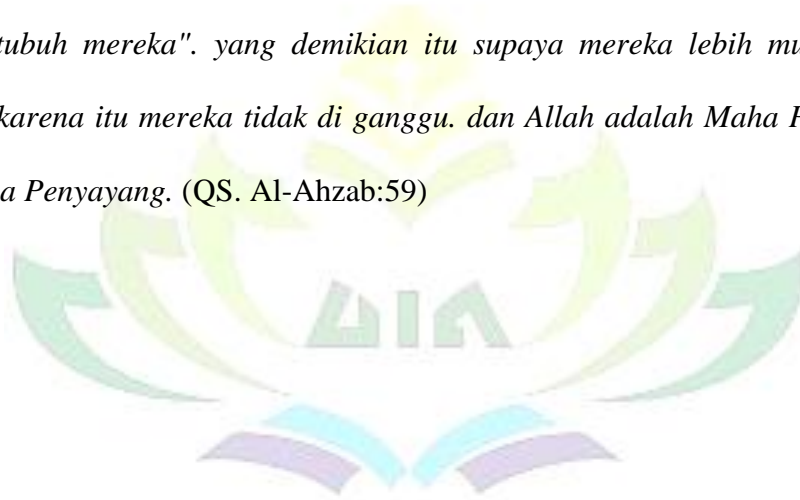 tubuh mereka". yang demikian itu supaya mereka lebih mu
karena itu mereka tidak di ganggu. dan Allah adalah Maha
a Penyayang. (QS. Al-Ahzab:59)
UIN